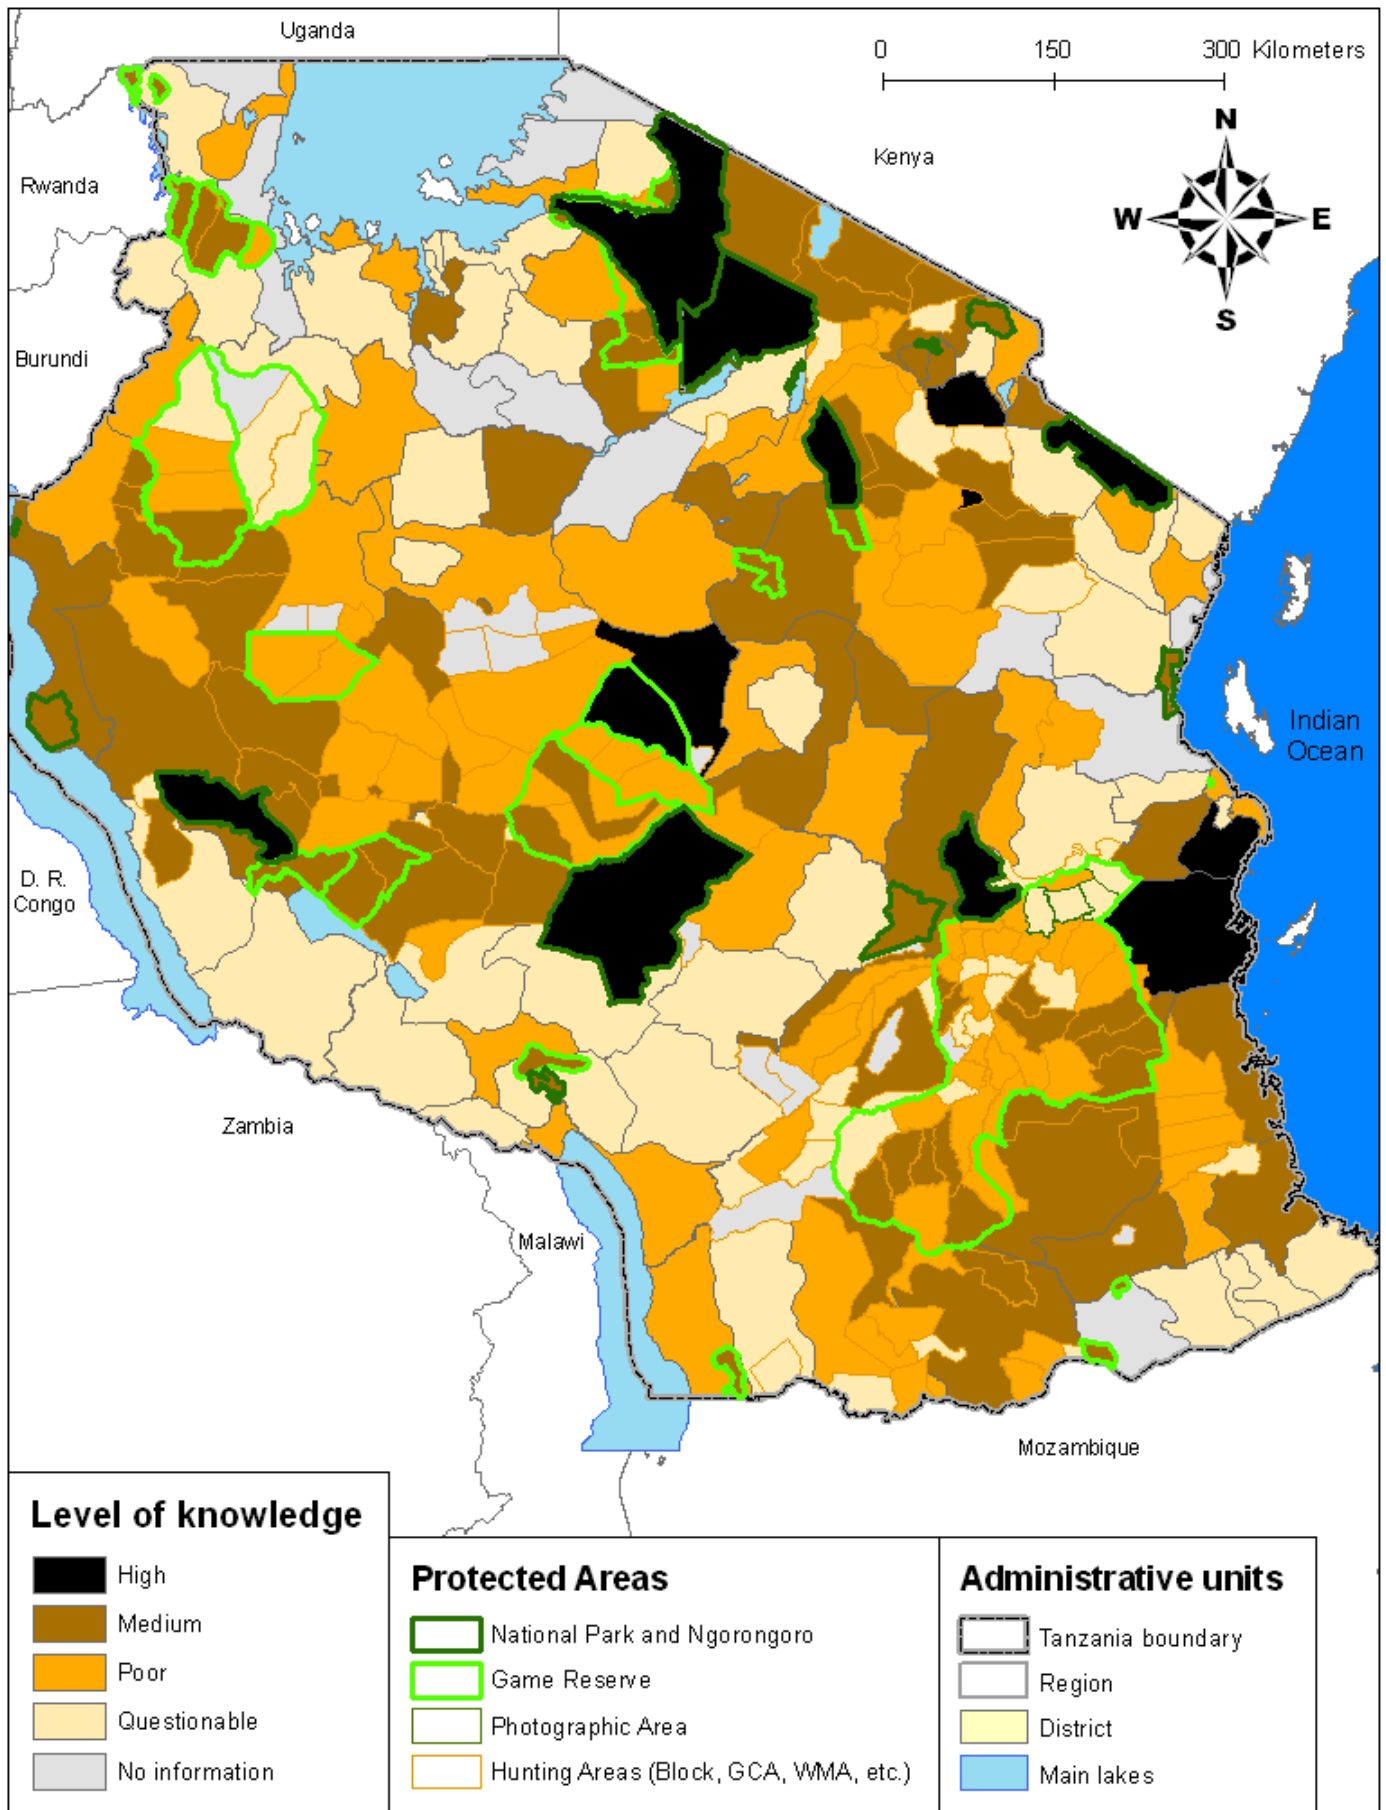 Uganda
0 150 300 Kilometers
N
Kenya
Rwanda
W E
S
Burundi
Indian
Ocean
D. R.
Congo
Zambia
Malawi
Mozambique
Level of knowledge
High
Medium
Poor
Questionable
No information
Protected Areas
National Park and Ngorongoro
Game Reserve
Photographic Area
Hunting Areas (Block, GCA, WMA, etc.)
Administrative units
Tanzania boundary
Region
District
Main lakes